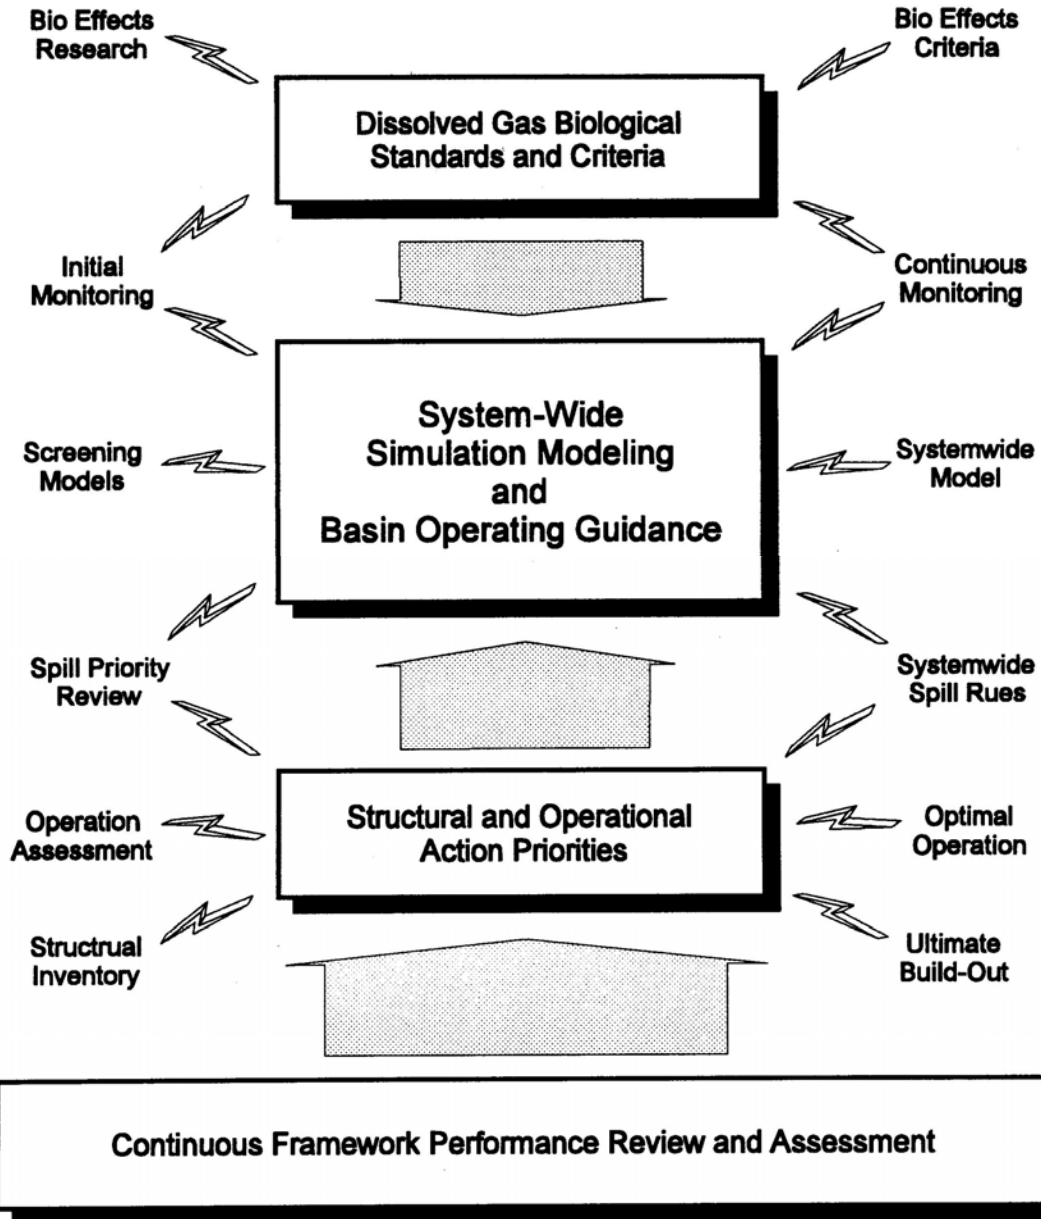 Bio Effects
Research
Bio Effects
Criteria
Dissolved Gas Biological
Standards and Criteria
Initial
Monitoring
Continuous
Monitoring
System-Wide
Simulation Modeling
and
Basin Operating Guidance
Screening
Models
Systemwide
Model
Spill Priority
Review
Systemwide
Spill Rues
Structural and Operational
Action Priorities
Operation
Assessment
Optimal
Operation
Structrual
Inventory
Ultimate
Build-Out
Continuous Framework Performance Review and Assessment